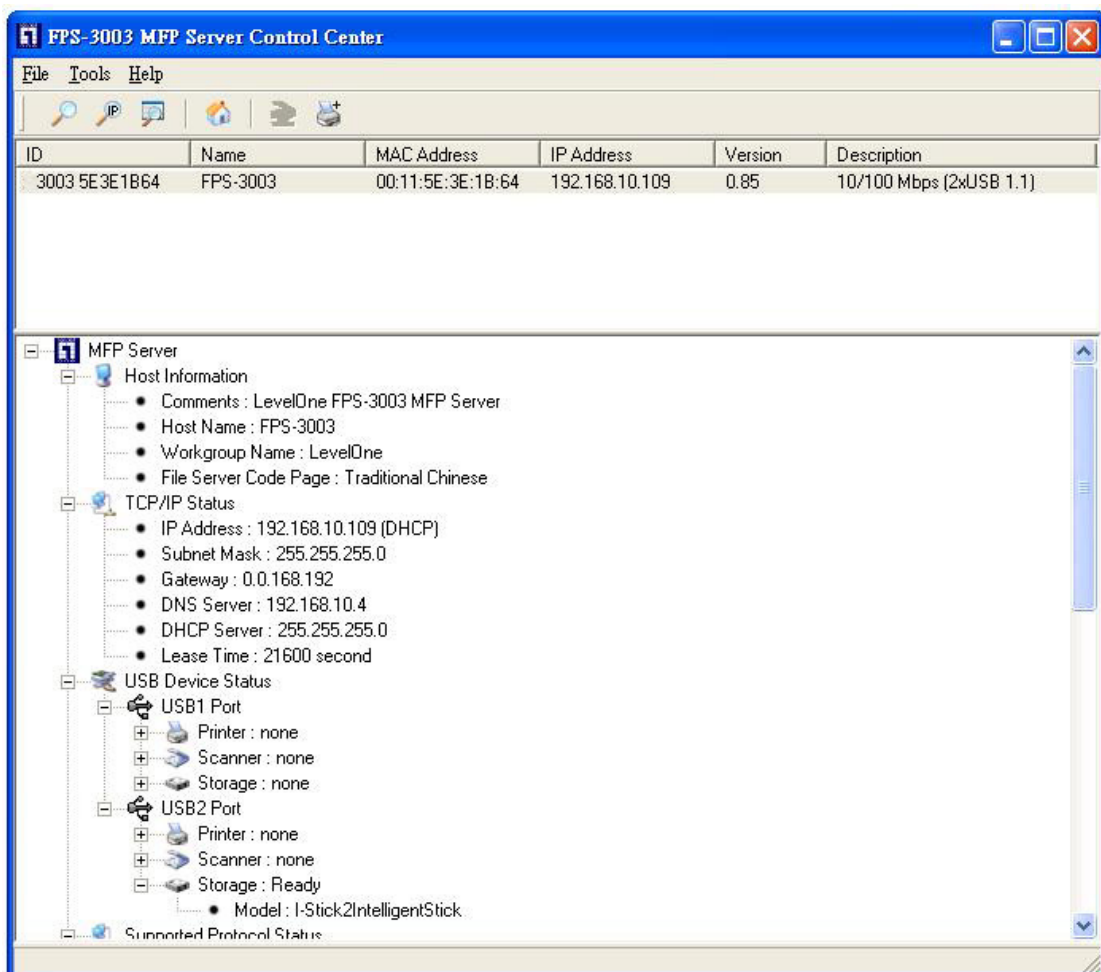 FPS-3003 MFP Server Control Center
File Tools Help
IP
ID Name MAC Address IP Address Version Description
3003 5E3E1B64 FPS-3003 00:11:5E:3E:1B:64 192.168.10.109 0.85 10/100 Mbps (2xUSB 1.1)
MFP Server
Host Information
Comments : LevelOne FPS-3003 MFP Server
Host Name : FPS-3003
Workgroup Name : LevelOne
File Server Code Page : Traditional Chinese
TCP/IP Status
IP Address : 192.168.10.109 (DHCP)
Subnet Mask : 255.255.255.0
Gateway : 0.0.168.192
DNS Server : 192.168.10.4
DHCP Server : 255.255.255.0
Lease Time : 21600 second
USB Device Status
USB1 Port
Printer : none
Scanner : none
Storage : none
USB2 Port
Printer : none
Scanner : none
Storage : Ready
Model : I-Stick2IntelligentStick
Supported Protocol Status